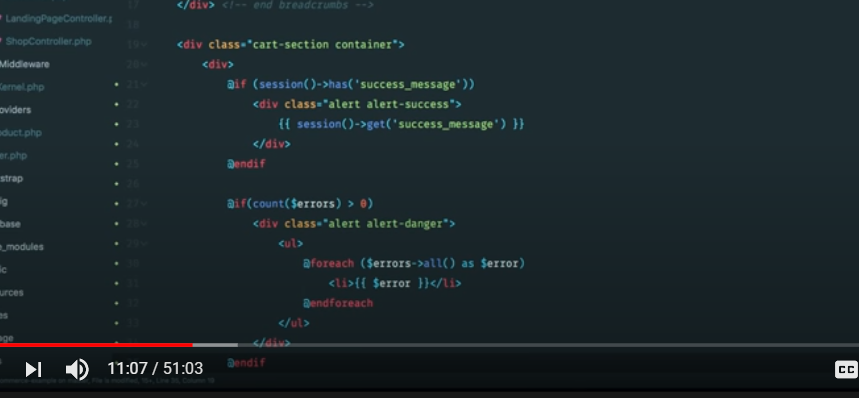 17 </div> <!-- end breadcrumbs -->
LandingPageController.p
18
ShopController.php
19 <div class="cart-section container">
Middleware
20 <div>
Kernel.php
21 @if (session()->has('success_message'))
oviders
22 <div class="alert alert-success">
23 {{ session()->get('success_message') }}
oduct.php
24 </div>
er.php
25 @endif
strap
26
ig
27 @if(count($errors) > 0)
base
28 <div class="alert alert-danger">
_modules
29 <ul>
ic
30 @foreach ($errors->all() as $error)
urces
31 <li>{{ $error }}</li>
es
32 @endforeach
33 </ul>
age
</div>
@endif
11:07 / 51:03
CC